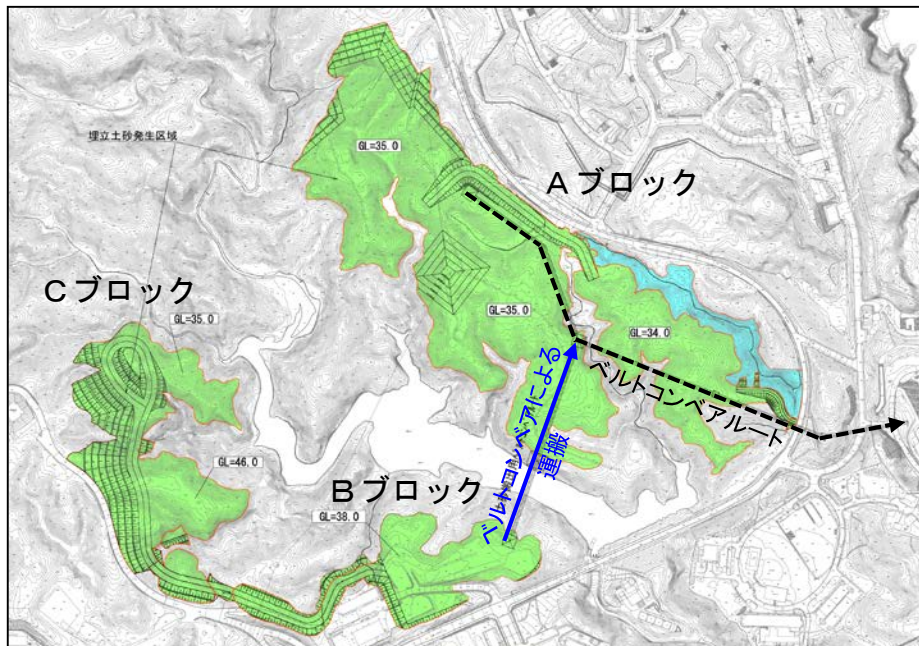 埋立土砂発生区域
GL=35.0
Aブロック
Cブロック
GL=35.0
GL=35.0
GL=34.0
ベルトコンベアによる
運搬
ベルトコンベアルート
GL=46.0
Bブロック
GL=38.0